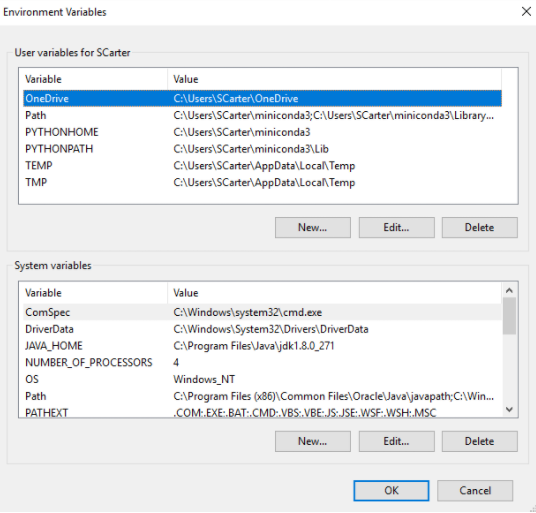 Environment Variables
User variables for SCarter
Variable Value
OneDrive C:\Users\SCarter\OneDrive
Path C:\Users\SCarter\miniconda3;C:\Users\SCarter\miniconda3\Library...
PYTHONHOME C:\Users\SCarter\miniconda3
PYTHONPATH C:\Users\SCarter\miniconda3\Lib
TEMP C:\Users\SCarter\AppData\Local\Temp
TMP C:\Users\SCarter\AppData\Local\Temp
New... Edit... Delete
System variables
Variable Value
ComSpec C:\Windows\system32\cmd.exe
DriverData C:\Windows\System32\Drivers\DriverData
JAVA_HOME C:\Program Files\Java\jdk1.8.0_271
NUMBER_OF_PROCESSORS 4
OS Windows_NT
Path C:\Program Files (x86)\Common Files\Oracle\Java\javapath;C:\Win...
PATHEXT .COM;.EXE;.BAT;.CMD;.VBS;.VBE;.JS;.JSE;.WSF;.WSH;.MSC
New... Edit... Delete
OK Cancel